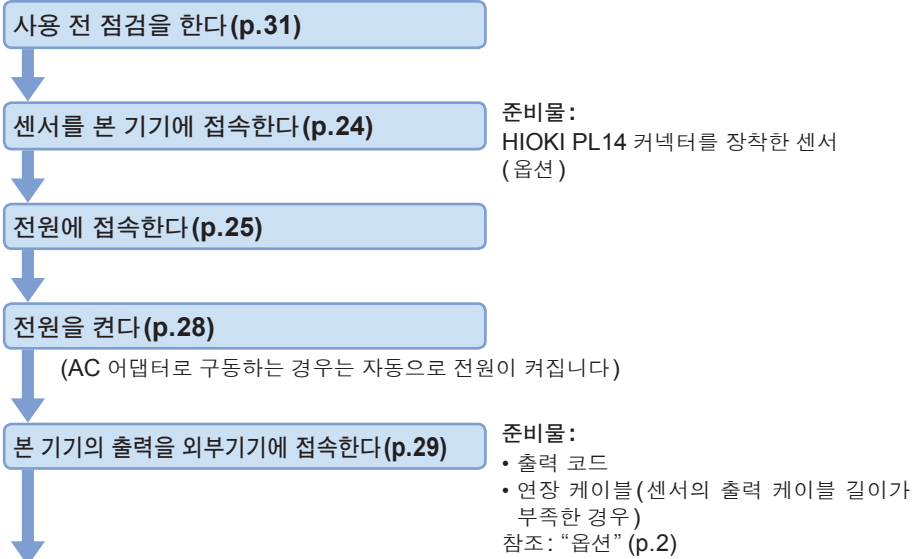 사용 전 점검을 한다(p.31)
센서를 본 기기에 접속한다(p.24)
준비물:
HIOKI PL14 커넥터를 장착한 센서
(옵션)
전원에 접속한다(p.25)
전원을 켠다(p.28)
(AC 어댑터로 구동하는 경우는 자동으로 전원이 켜집니다)
본 기기의 출력을 외부기기에 접속한다(p.29)
준비물:
• 출력 코드
• 연장 케이블(센서의 출력 케이블 길이가
부족한 경우)
참조: “옵션” (p.2)